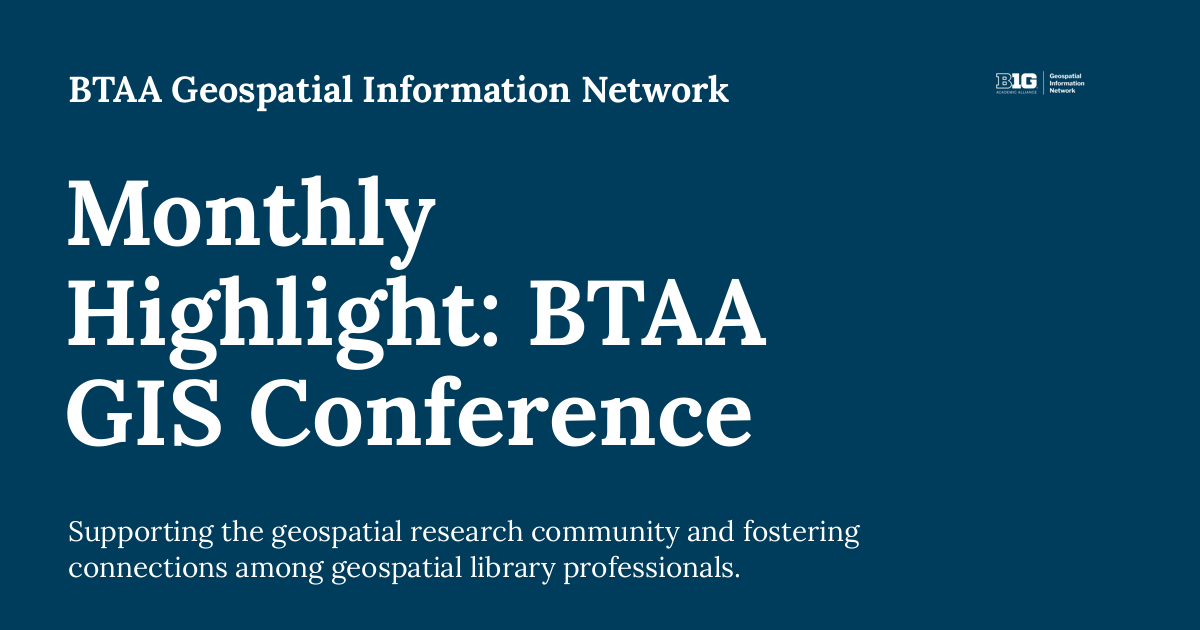 BTAA Geospatial Information Network
B1G
ACADEMIC ALLIANCE
Geospatial
Information
Network
Monthly
Highlight: BTAA
GIS Conference
Supporting the geospatial research community and fostering
connections among geospatial library professionals.